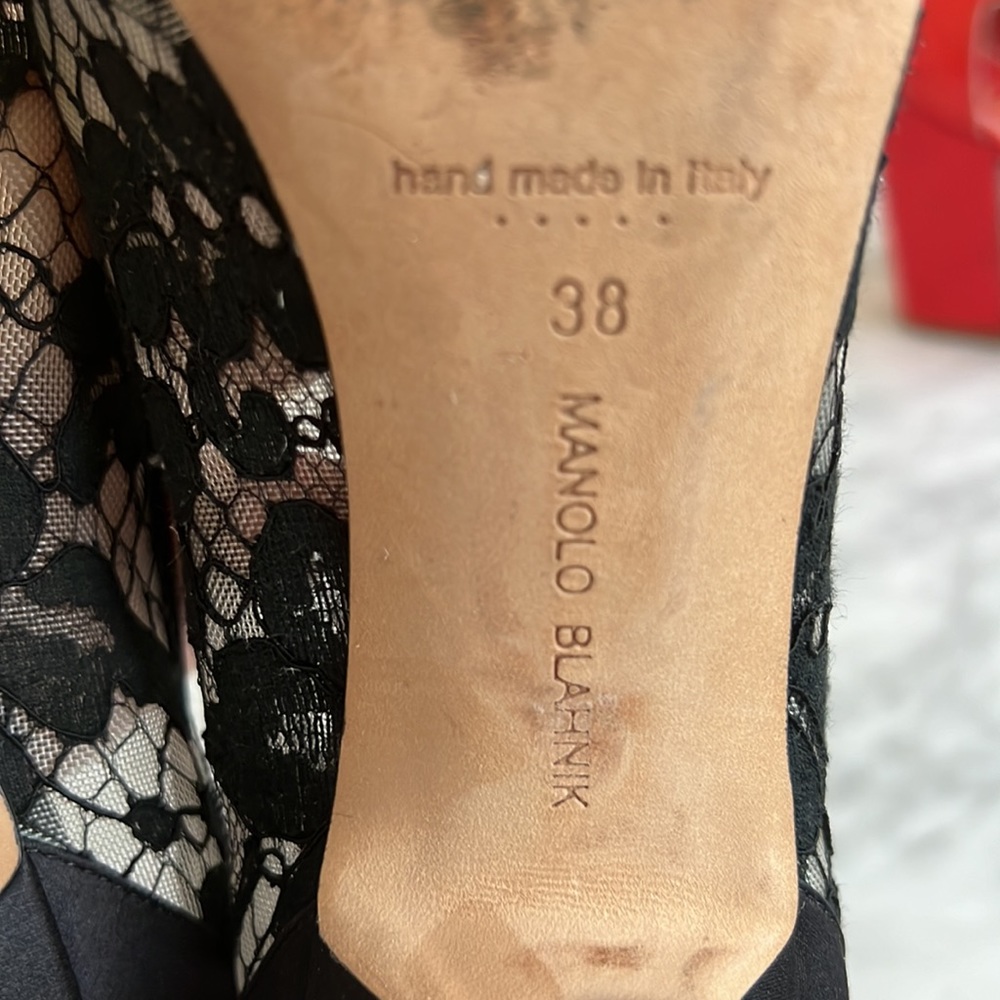 hand made in Italy
• • • • •
38
MANOLO BLAHNIK